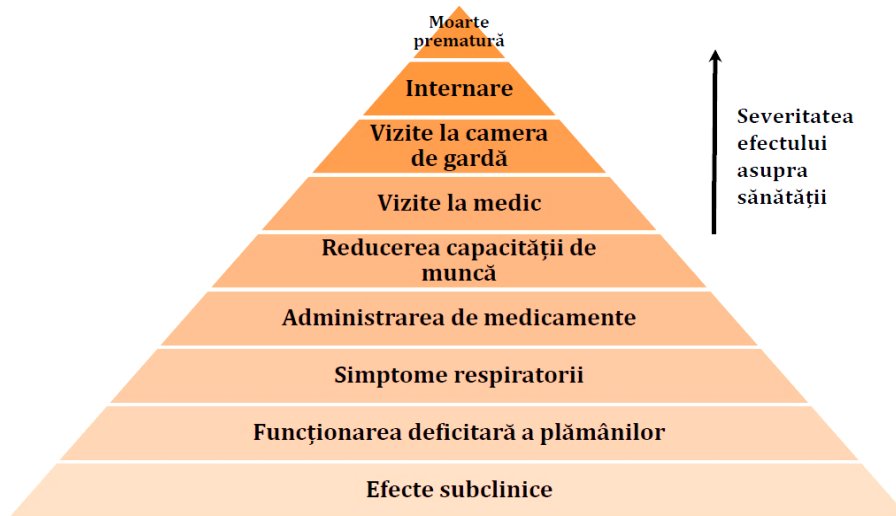 Moarte
prematură
Internare
Vizite la camera
de gardă
Vizite la medic
Reducerea capacității de
muncă
Administrarea de medicamente
Simptome respiratorii
Funcționarea deficitară a plămânilor
Efecte subclinice
Severitatea
efectului
asupra
sănătății